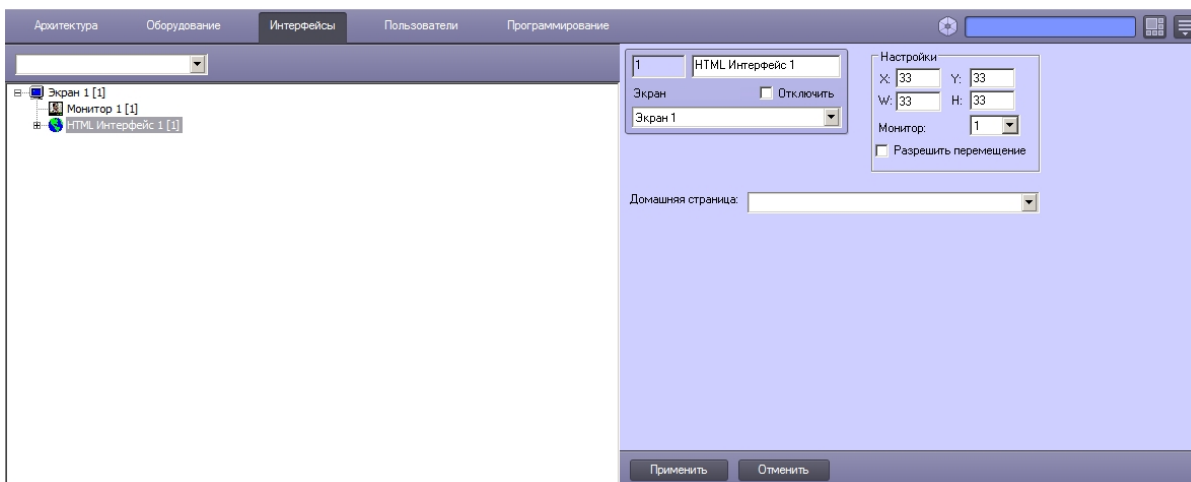 Архитектура Оборудование Интерфейсы Пользователи Программирование
Экран 1 [1]
Монитор 1 [1]
HTML Интерфейс 1 [1]
1 HTML Интерфейс 1
Экран Отключить
Экран 1
Настройки
X: 33 Y: 33
W: 33 H: 33
Монитор: 1
Разрешить перемещение
Домашняя страница:
Применить Отменить